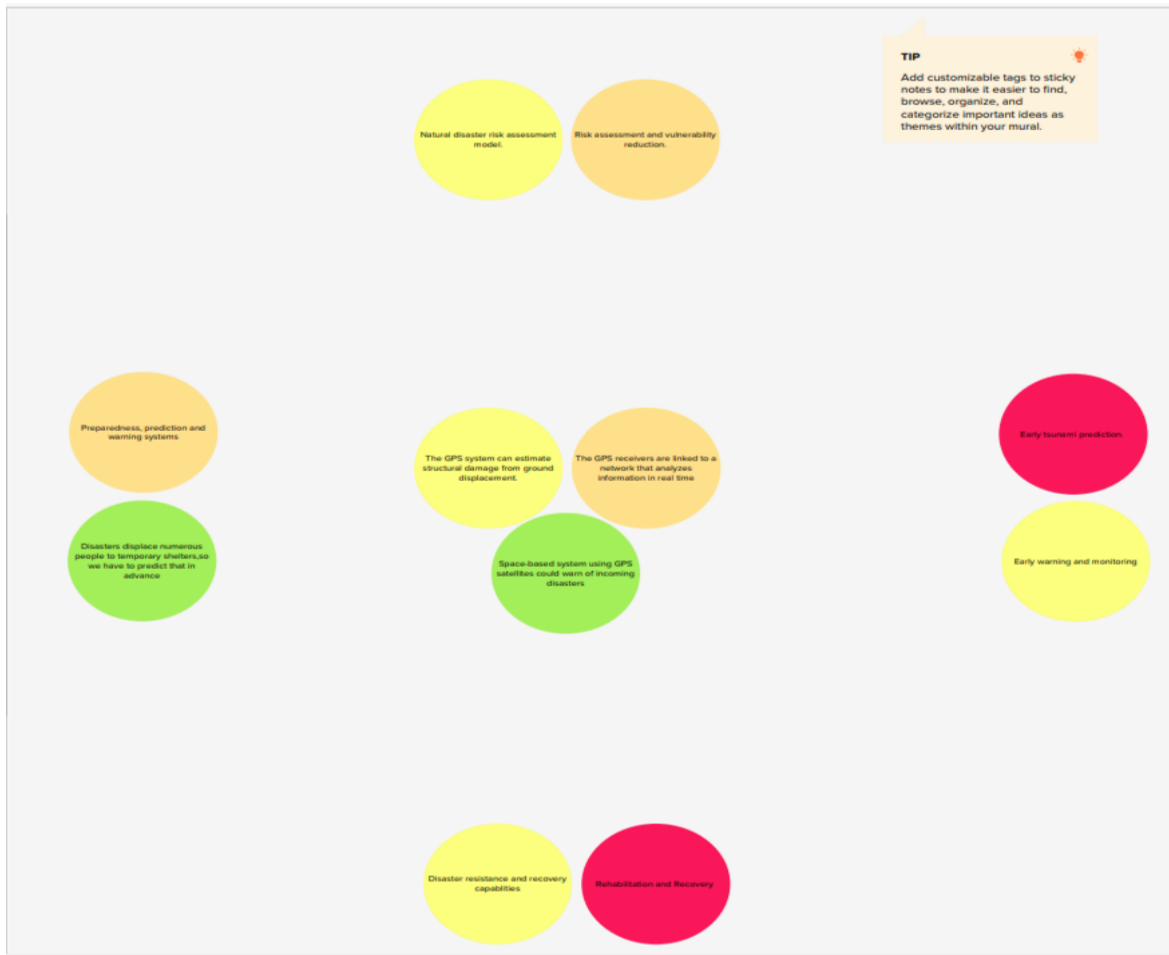 TIP
Add customizable tags to sticky
notes to make it easier to find,
browse, organize, and
categorize important ideas as
themes within your mural.
Natural disaster risk assessment
model.
Risk assessment and vulnerability
reduction.
Preparedness, prediction and
warning systems
Disasters displace numerous
people to temporary shelters,so
we have to predict that in
advance
The GPS system can estimate
structural damage from ground
displacement.
The GPS receivers are linked to a
network that analyzes
information in real time
Space-based system using GPS
satellites could warn of incoming
disasters
Early tsunami prediction.
Early warning and monitoring
Disaster resistance and recovery
capablities
Rehabilitation and Recovery